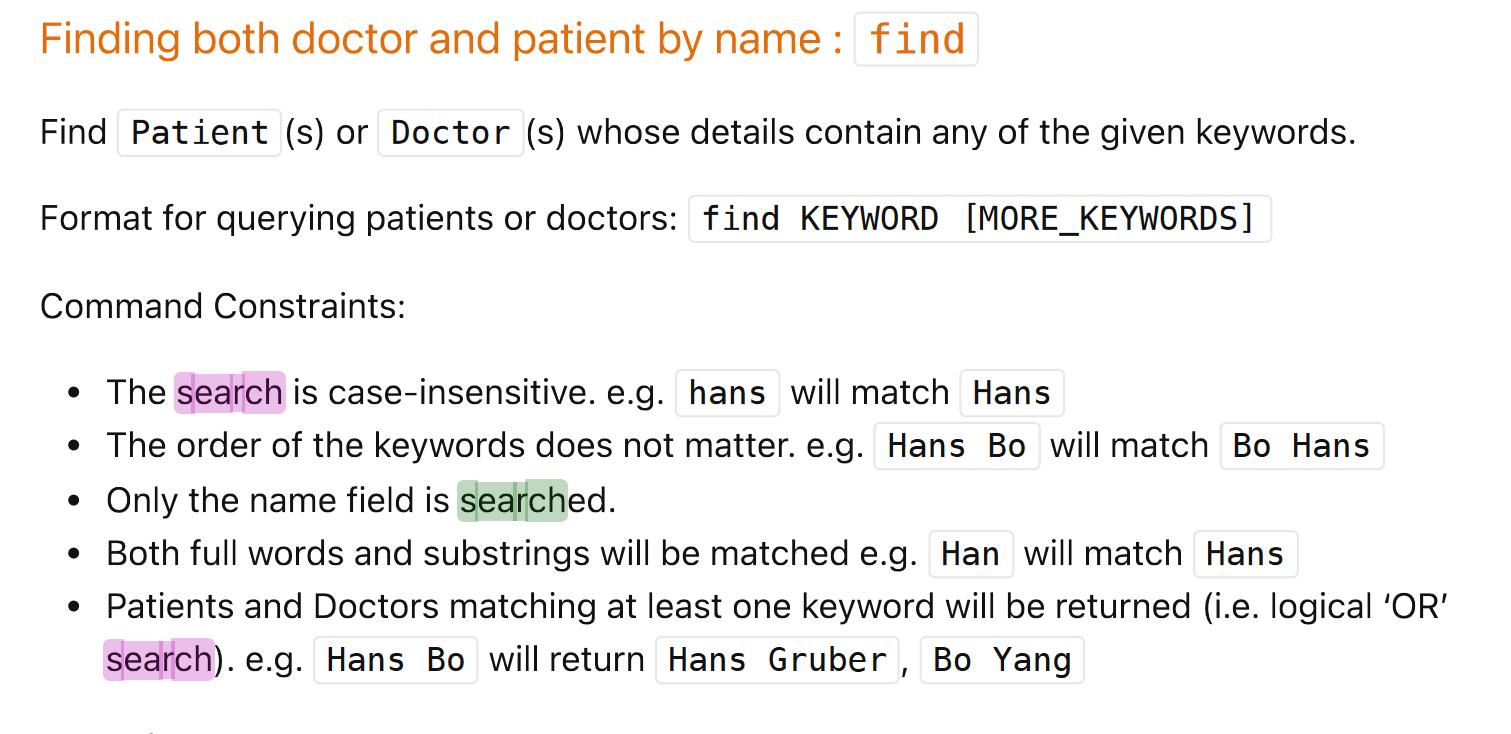 Finding both doctor and patient by name : find
Find Patient (s) or Doctor (s) whose details contain any of the given keywords.
Format for querying patients or doctors: find KEYWORD [MORE_KEYWORDS]
Command Constraints:
• The search is case-insensitive. e.g. hans will match Hans
• The order of the keywords does not matter. e.g. Hans Bo will match Bo Hans
• Only the name field is searched.
• Both full words and substrings will be matched e.g. Han will match Hans
• Patients and Doctors matching at least one keyword will be returned (i.e. logical ‘OR’
search). e.g. Hans Bo will return Hans Gruber, Bo Yang